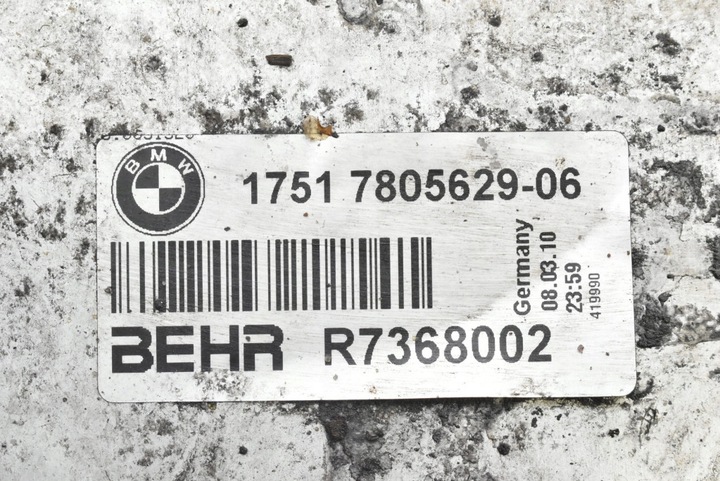 BMW
1751 7805629-06
Germany
08.03.10
23:59
419990
BEHR
R7368002